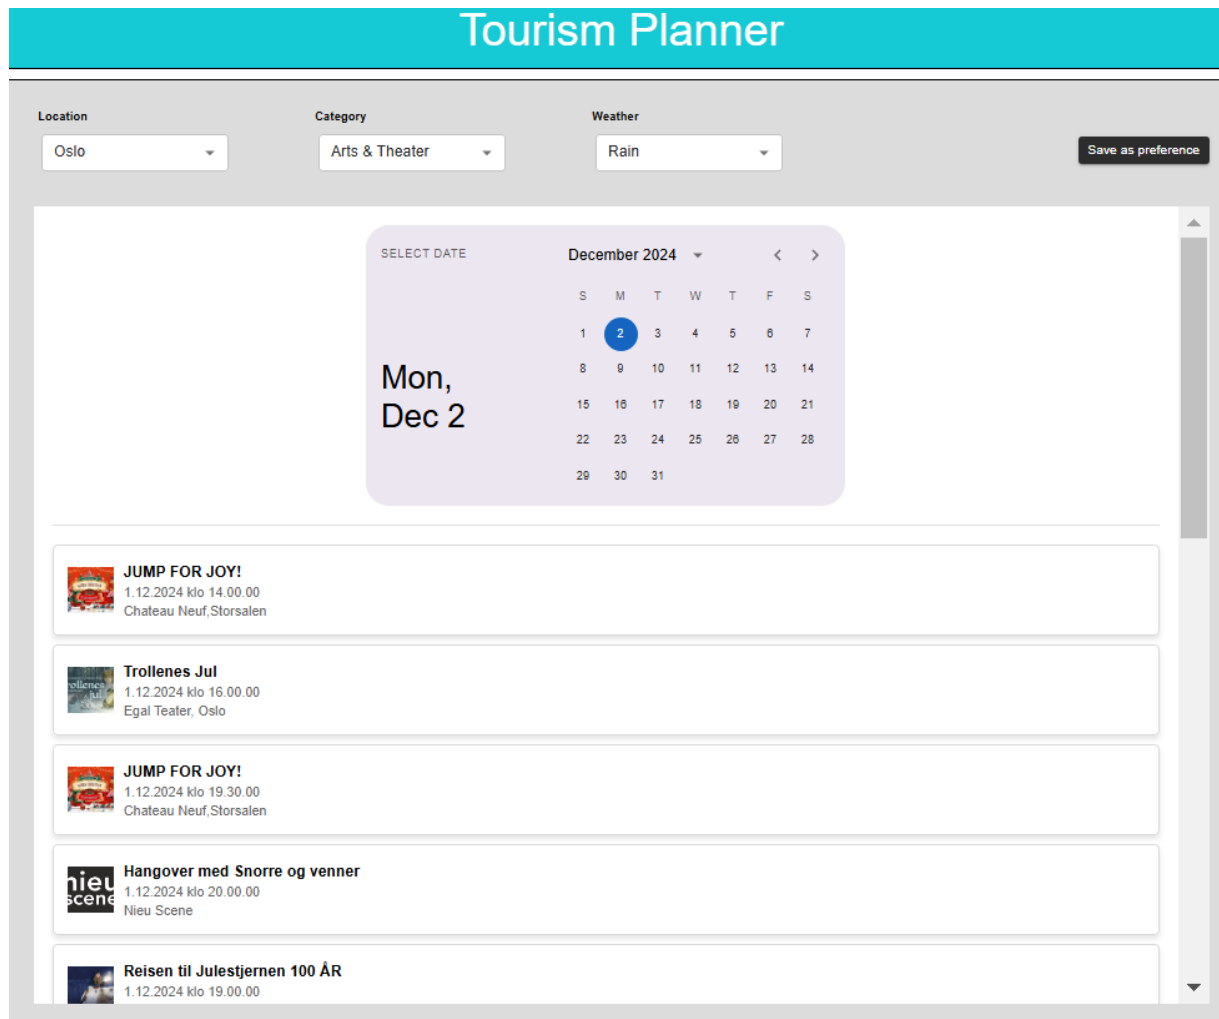 Tourism Planner
Location
Category
Weather
Oslo
Arts & Theater
Rain
Save as preference
SELECT DATE
December 2024
S M T W T F S
1 2 3 4 5 6 7
8 9 10 11 12 13 14
15 16 17 18 19 20 21
22 23 24 25 26 27 28
29 30 31
Mon,
Dec 2
JUMP FOR JOY!
1.12.2024 klo 14.00.00
Chateau Neuf,Storsalen
trollenes
jul
Trollenes Jul
1.12.2024 klo 16.00.00
Egal Teater, Oslo
JUMP FOR JOY!
1.12.2024 klo 19.30.00
Chateau Neuf,Storsalen
nieu
scene
Hangover med Snorre og venner
1.12.2024 klo 20.00.00
Nieu Scene
Reisen til Julestjernen 100 ÅR
1.12.2024 klo 19.00.00